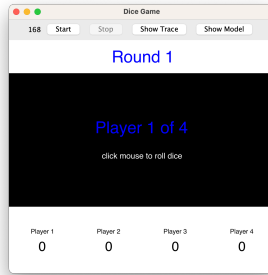 Dice Game
168 Start Stop Show Trace Show Model
Round 1
Player 1 of 4
click mouse to roll dice
Player 1 Player 2 Player 3 Player 4
0 0 0 0